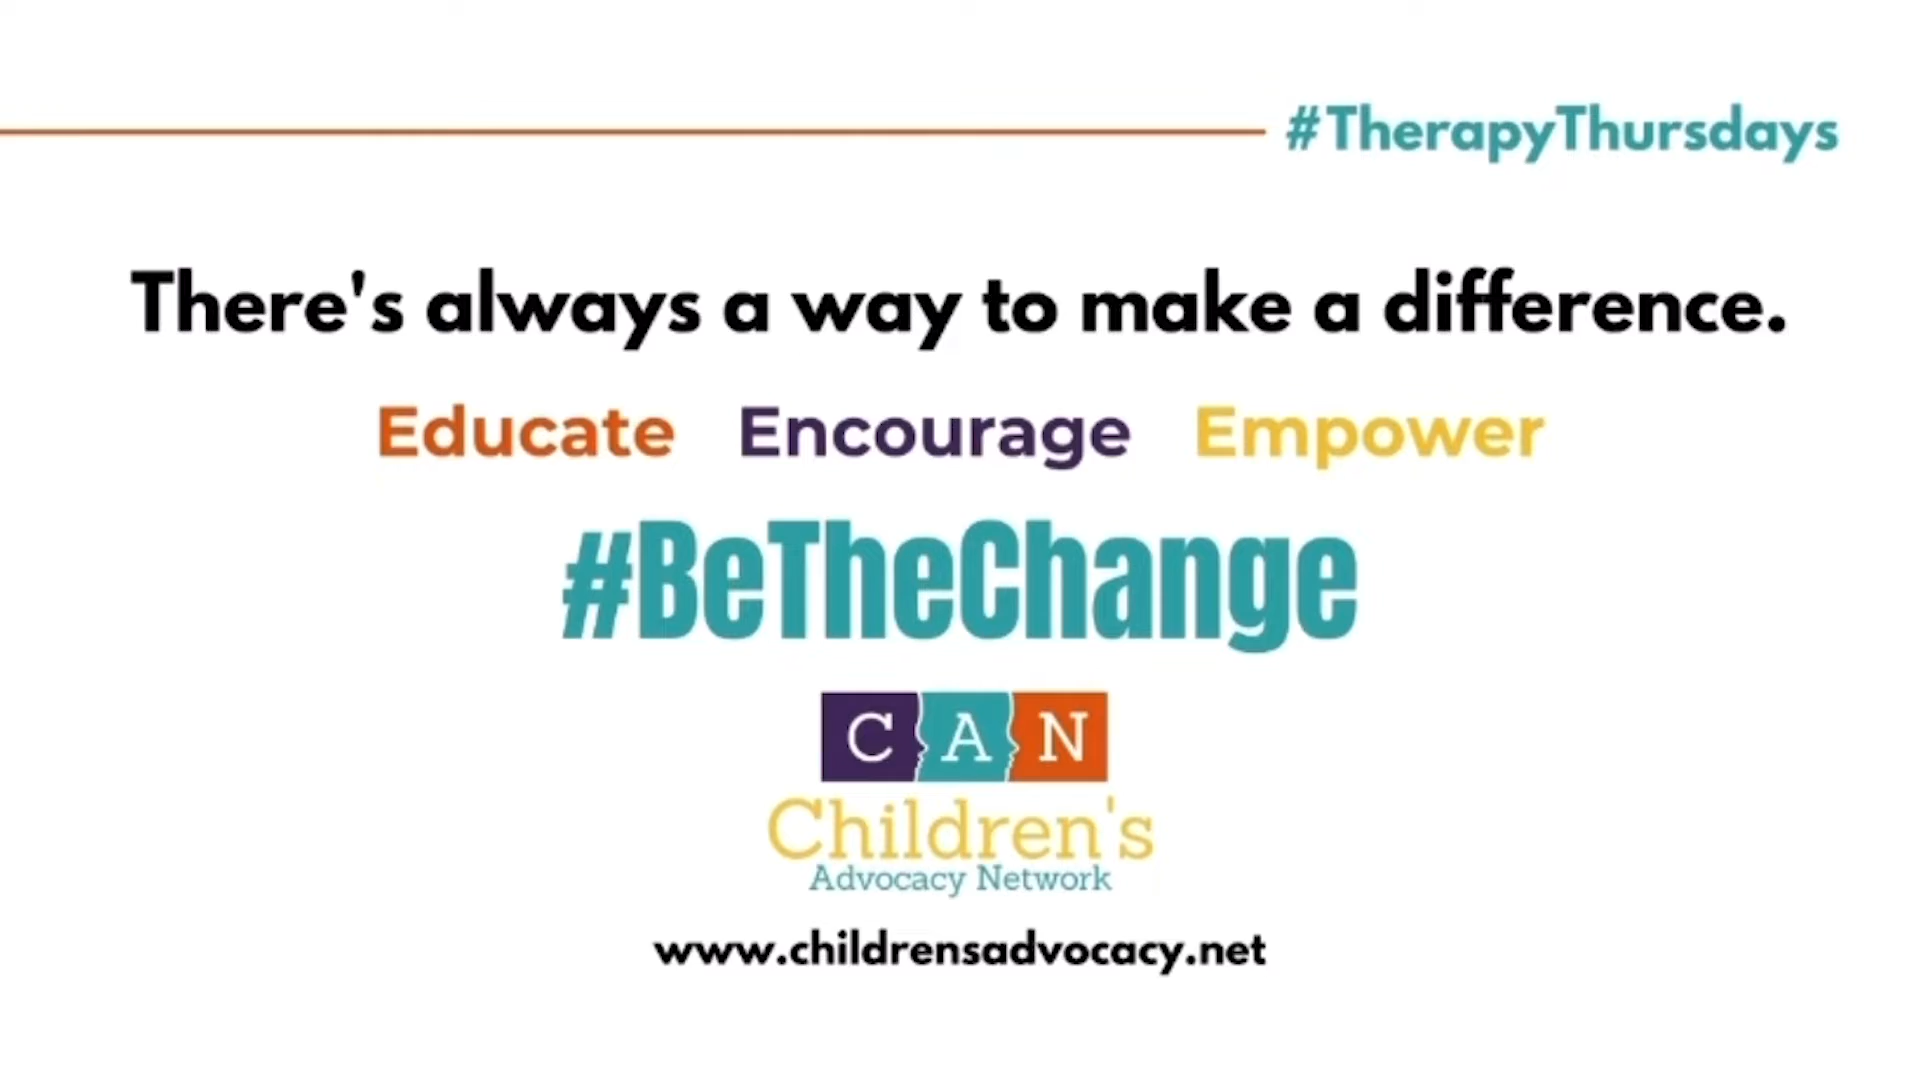 #TherapyThursdays
There's always a way to make a difference.
Educate Encourage Empower
#BeTheChange
CAN
Children's
Advocacy Network
www.childrensadvocacy.net